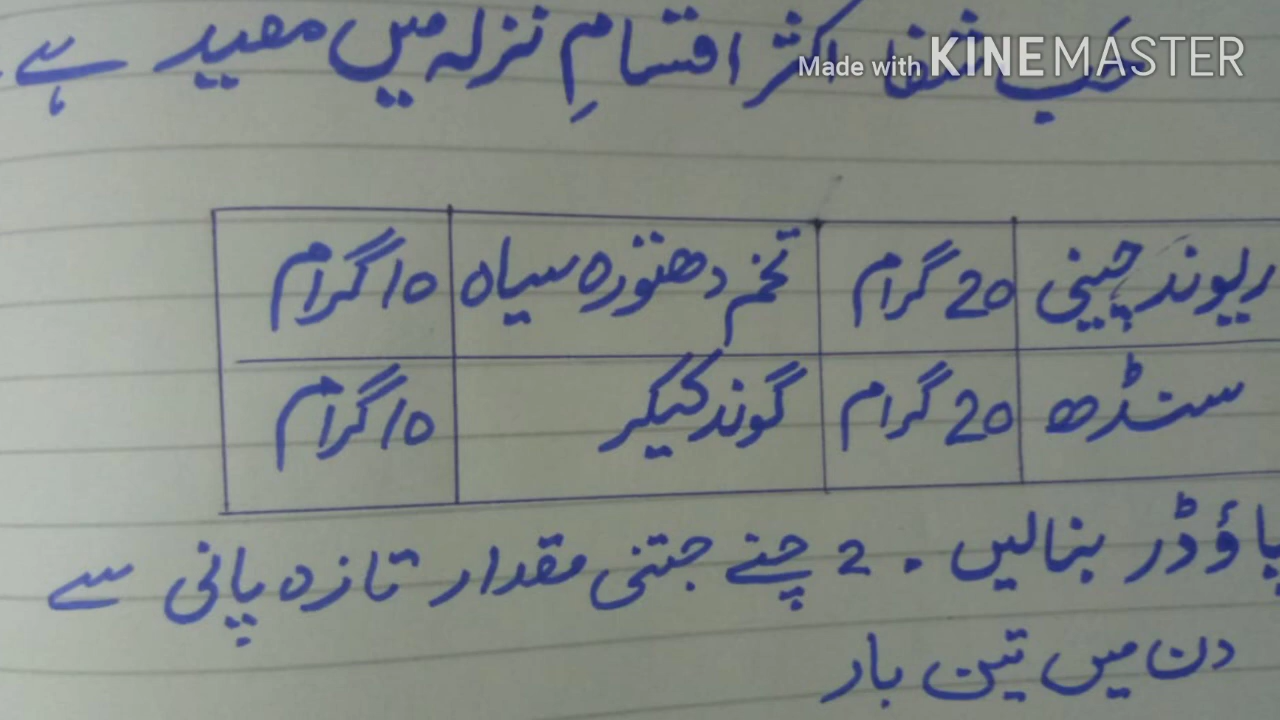 حب شفا اکثر اقسامِ نزلہ میں مفید ہے۔
Made with KINEMASTER
ریوند چینی 20 گرام تخم دھتورہ سیاہ 10 گرام
سنڈھ 20 گرام گوند کیکر 10 گرام
پاؤڈر بنالیں۔ 2 چنے جتنی مقدار تازہ پانی سے
دن میں تین بار